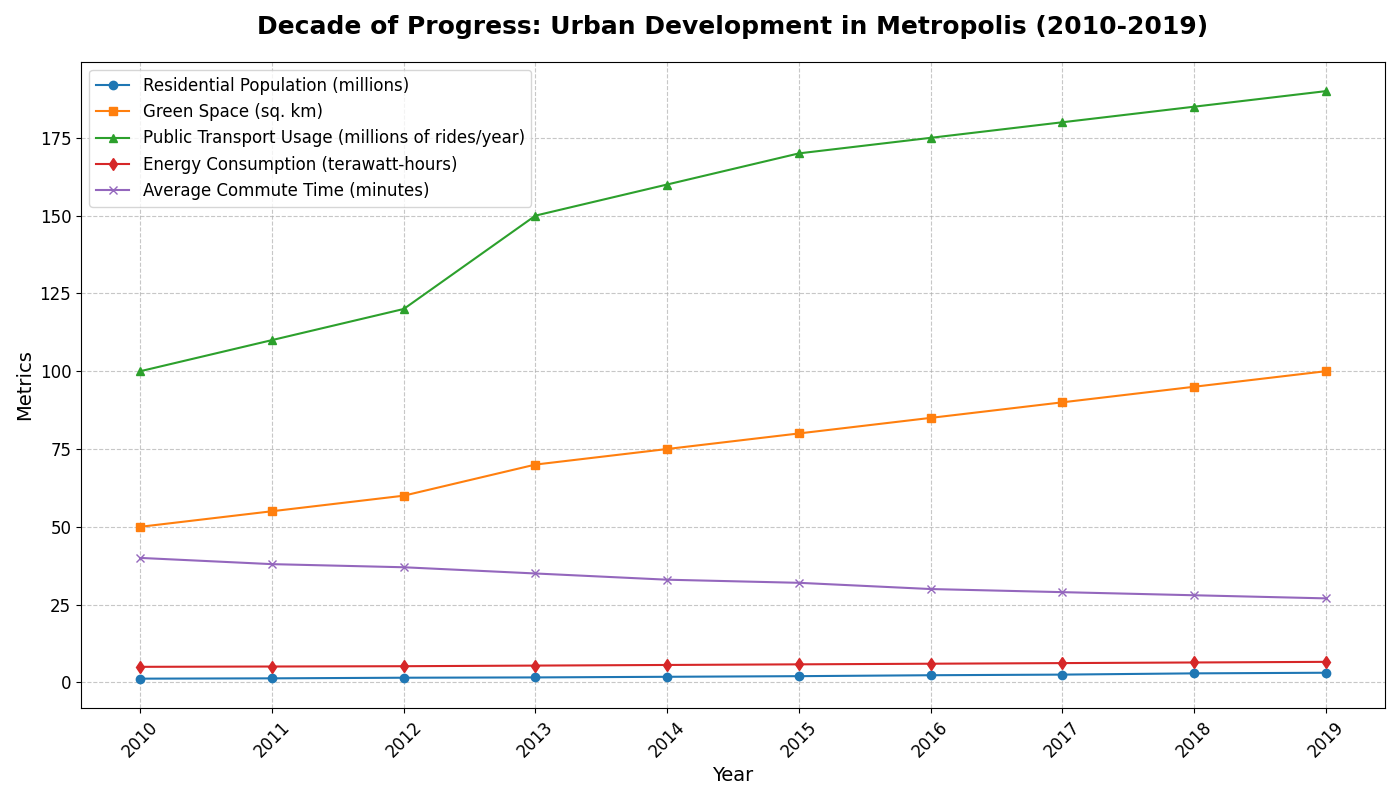 Decade of Progress: Urban Development in Metropolis (2010-2019)
Residential Population (millions)
Green Space (sq. km)
Public Transport Usage (millions of rides/year)
Energy Consumption (terawatt-hours)
Average Commute Time (minutes)
Metrics
175
150
125
100
75
50
25
0
2010
2011
2012
2013
2014
2015
2016
2017
2018
2019
Year